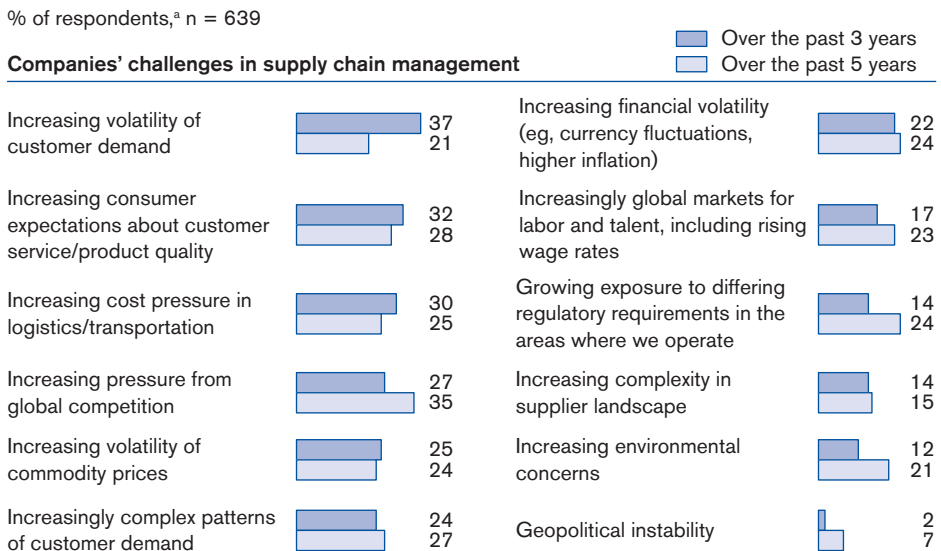 % of respondents,ª n = 639
Over the past 3 years
Companies’ challenges in supply chain management
Over the past 5 years
Increasing volatility of
customer demand
37
21
Increasing consumer
expectations about customer
service/product quality
32
28
Increasing cost pressure in
logistics/transportation
30
25
Increasing pressure from
global competition
27
35
Increasing volatility of
commodity prices
25
24
Increasingly complex patterns
of customer demand
24
27
Increasing financial volatility
(eg, currency fluctuations,
higher inflation)
22
24
Increasingly global markets for
labor and talent, including rising
wage rates
17
23
Growing exposure to differing
regulatory requirements in the
areas where we operate
14
24
Increasing complexity in
supplier landscape
14
15
Increasing environmental
concerns
12
21
Geopolitical instability
2
7